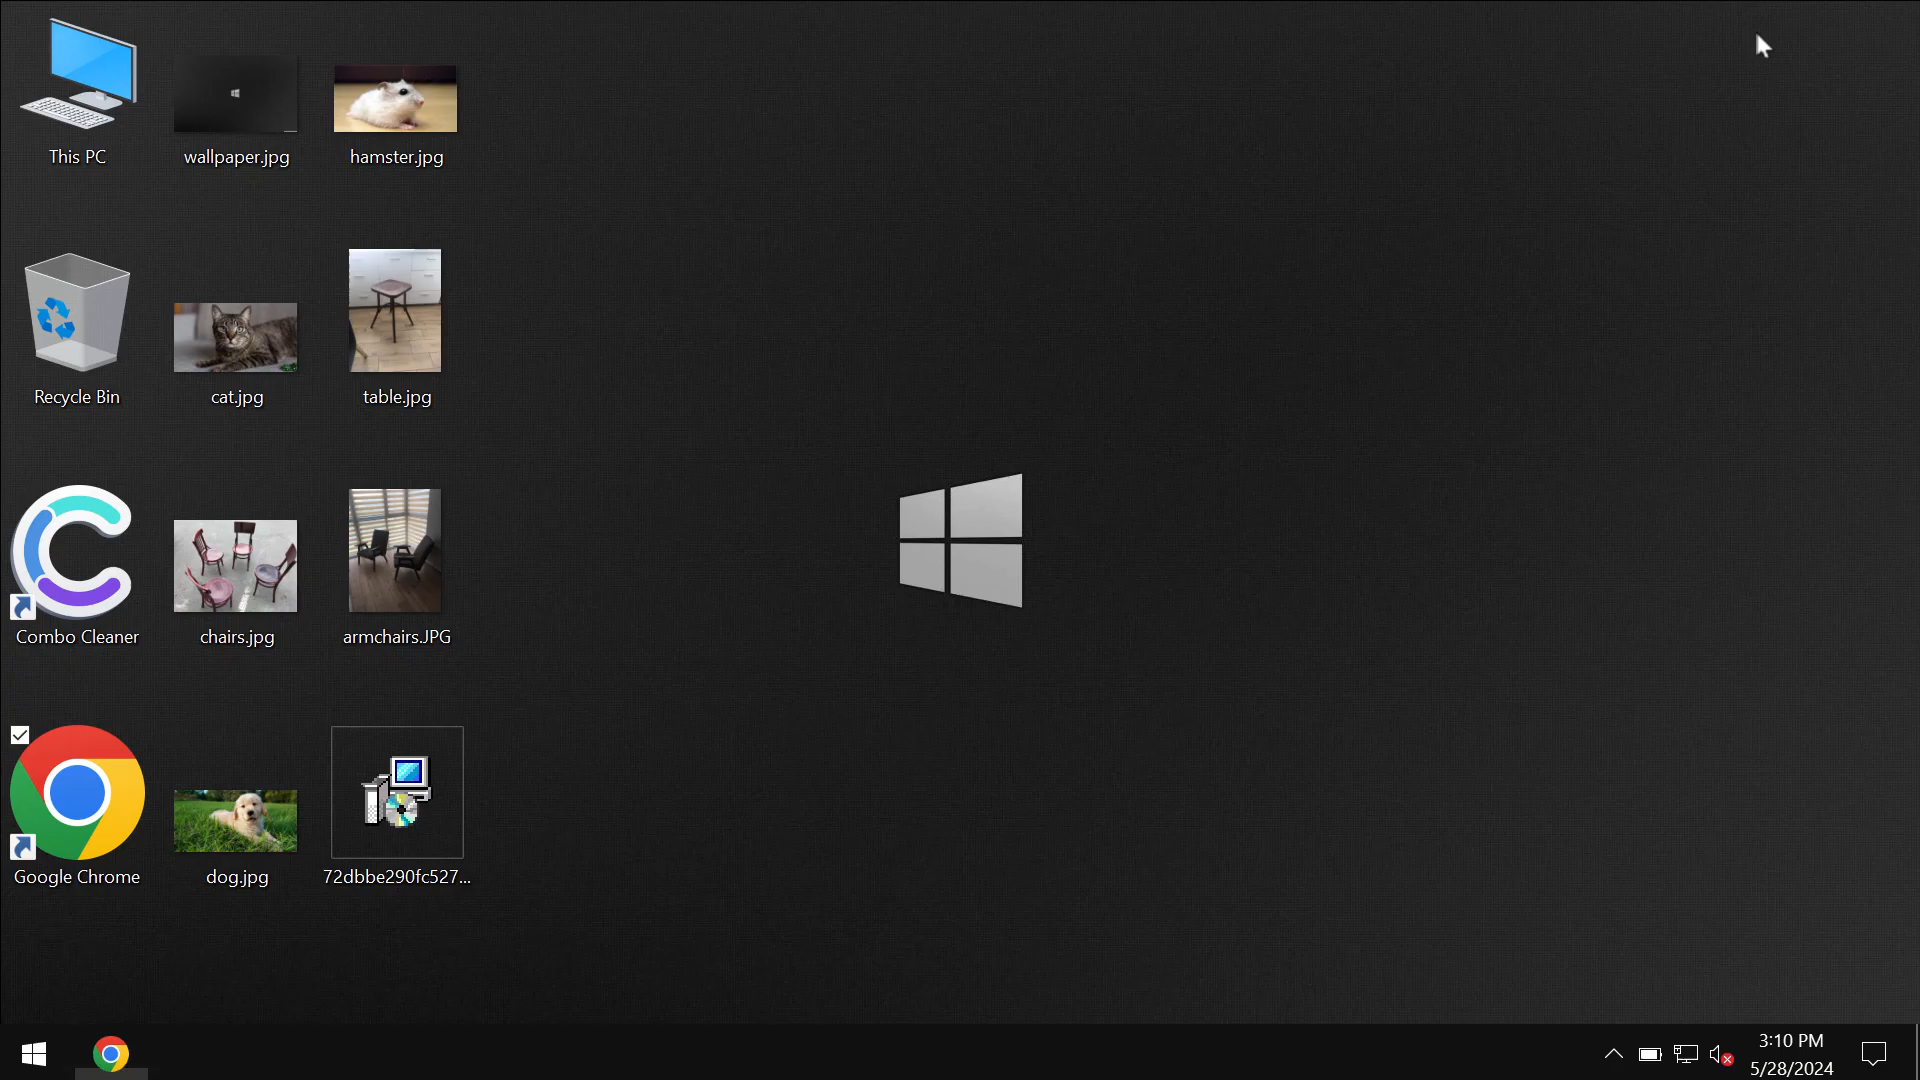 This PC
wallpaper.jpg
hamster.jpg
Recycle Bin
cat.jpg
table.jpg
Combo Cleaner
chairs.jpg
armchairs.JPG
Google Chrome
dog.jpg
72dbbe290fc527...
3:10 PM
5/28/2024